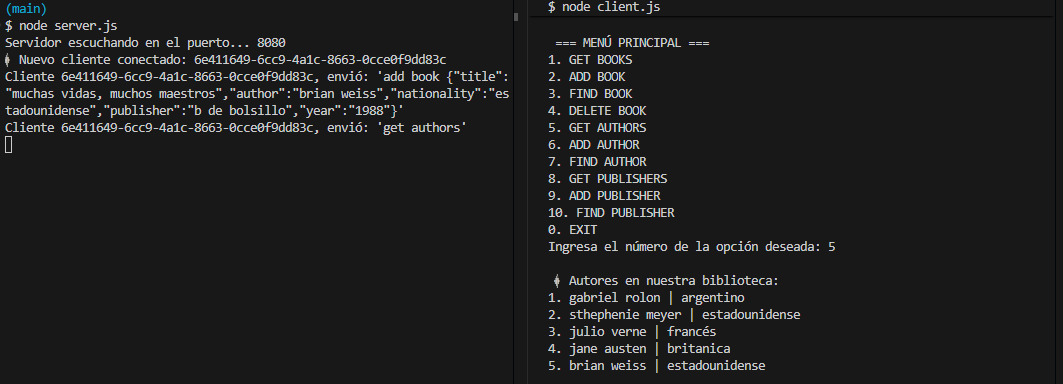 (main)
$ node server.js
Servidor escuchando en el puerto... 8080
Nuevo cliente conectado: 6e411649-6cc9-4a1c-8663-0cce0f9dd83c
Cliente 6e411649-6cc9-4a1c-8663-0cce0f9dd83c, envió: 'add book {"title":
"muchas vidas, muchos maestros","author":"brian weiss","nationality":"es
tadounidense","publisher":"b de bolsillo","year":"1988"}'
Cliente 6e411649-6cc9-4a1c-8663-0cce0f9dd83c, envió: 'get authors'
$ node client.js
=== MENÚ PRINCIPAL ===
1. GET BOOKS
2. ADD BOOK
3. FIND BOOK
4. DELETE BOOK
5. GET AUTHORS
6. ADD AUTHOR
7. FIND AUTHOR
8. GET PUBLISHERS
9. ADD PUBLISHER
10. FIND PUBLISHER
0. EXIT
Ingresa el número de la opción deseada: 5
Autores en nuestra biblioteca:
1. gabriel rolon | argentino
2. sthephenie meyer | estadounidense
3. julio verne | francés
4. jane austen | britanica
5. brian weiss | estadounidense